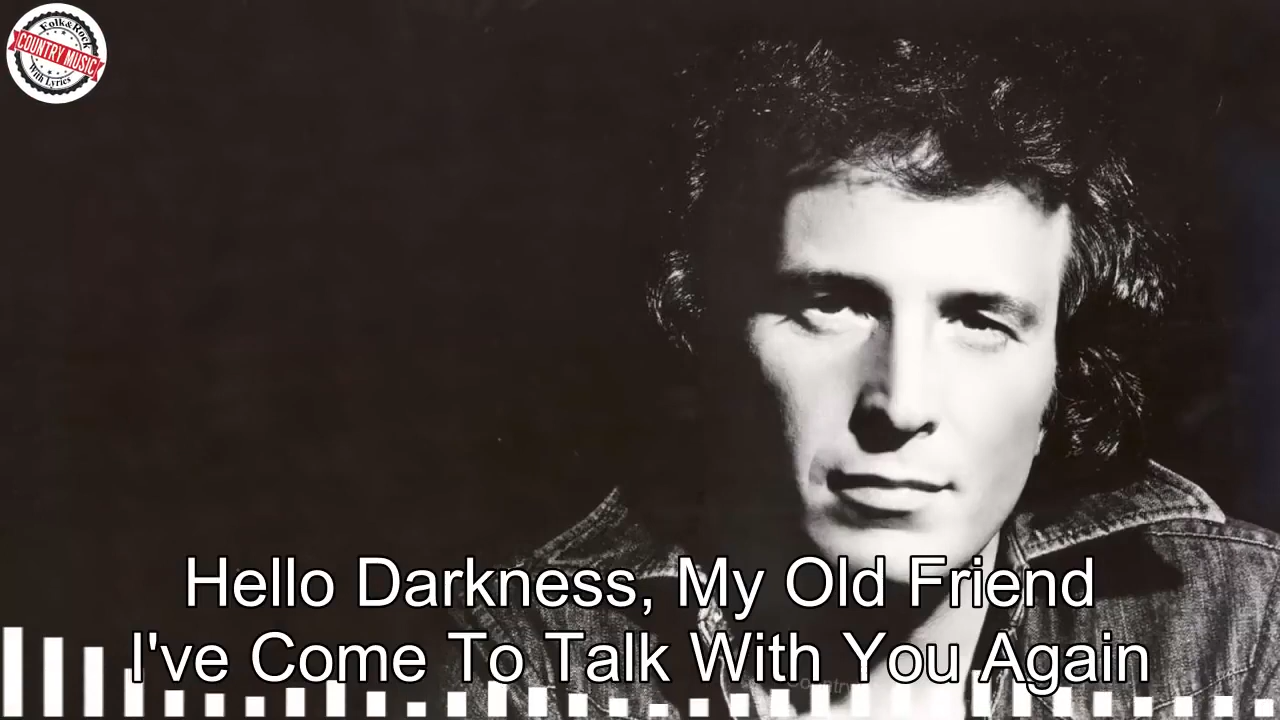 Folk&Rock
COUNTRY MUSIC
With Lyrics
Hello Darkness, My Old Friend
I've Come To Talk With You Again